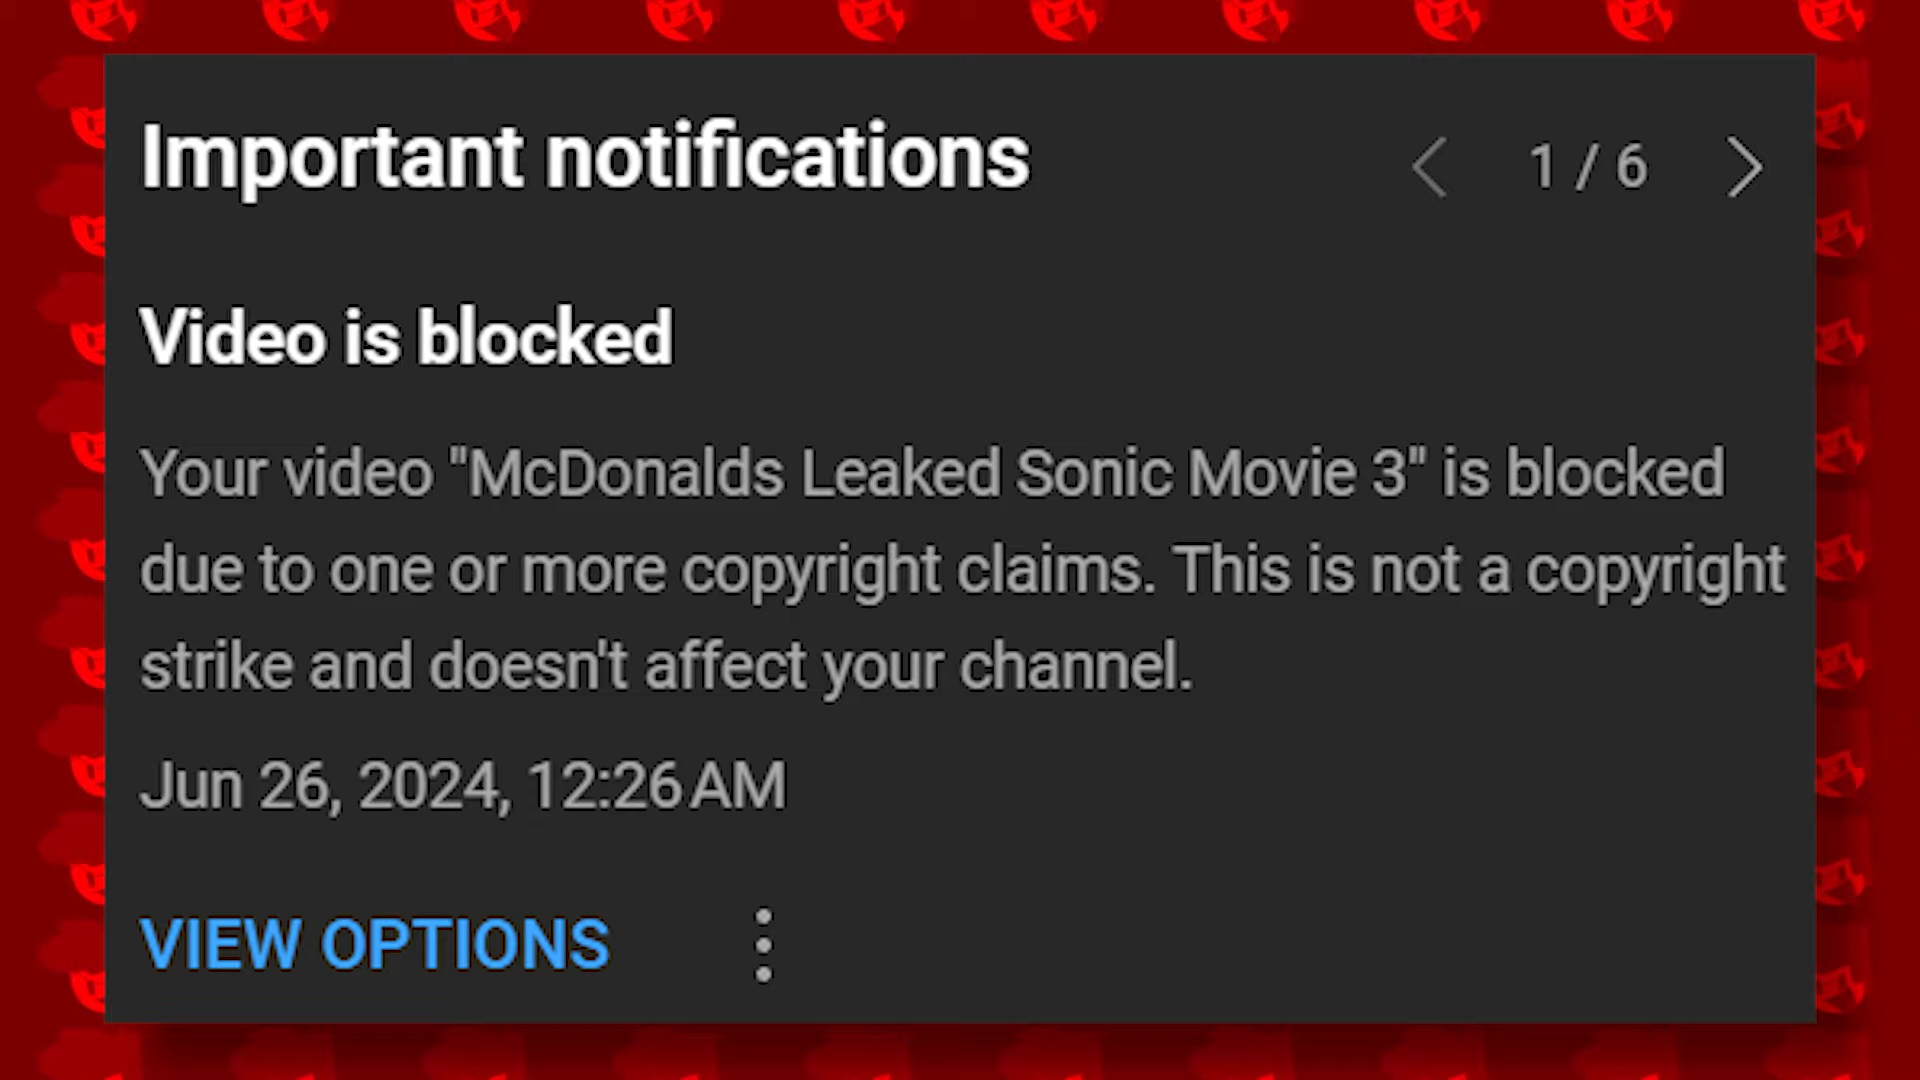 Important notifications
1 / 6
Video is blocked
Your video "McDonalds Leaked Sonic Movie 3" is blocked
due to one or more copyright claims. This is not a copyright
strike and doesn't affect your channel.
Jun 26, 2024, 12:26 AM
VIEW OPTIONS